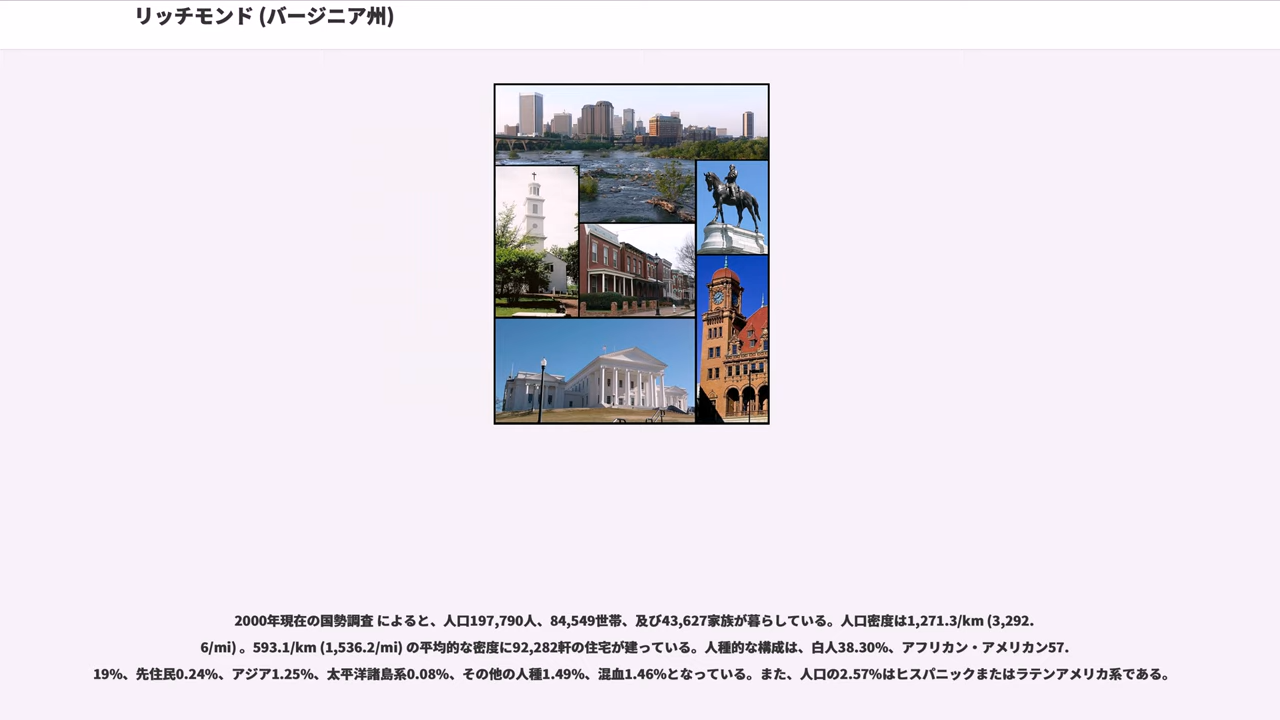 リッチモンド (バージニア州)
2000年現在の国勢調査 によると、人口197,790人、84,549世帯、及び43,627家族が暮らしている。人口密度は1,271.3/km (3,292.
6/mi) 。593.1/km (1,536.2/mi) の平均的な密度に92,282軒の住宅が建っている。人種的な構成は、白人38.30%、アフリカン・アメリカン57.
19%、先住民0.24%、アジア1.25%、太平洋諸島系0.08%、その他の人種1.49%、混血1.46%となっている。また、人口の2.57%はヒスパニックまたはラテンアメリカ系である。